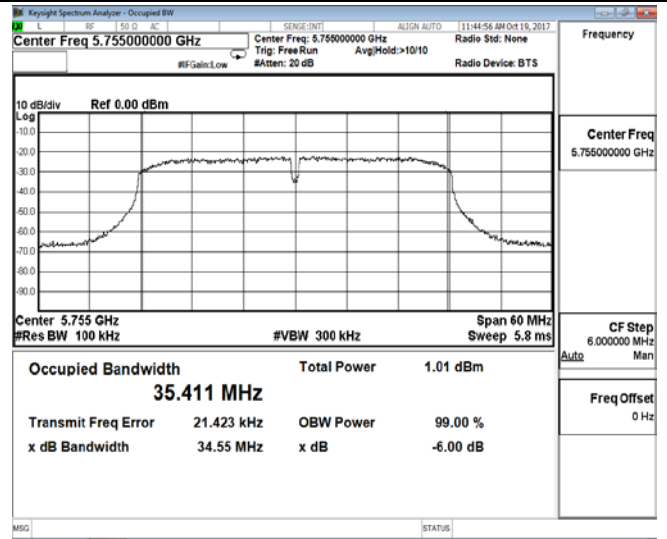 Keysight Spectrum Analyzer - Occupied BW
L RF 50 Ω AC SENSE:INT ALIGN AUTO 11:44:56 AM Oct 19, 2017
Center Freq 5.755000000 GHz
Center Freq: 5.755000000 GHz Radio Std: None
Trig: Free Run Avg|Hold:>10/10
#IFGain:Low #Atten: 20 dB Radio Device: BTS
Frequency
10 dB/div Ref 0.00 dBm
Log
-10.0
-20.0
-30.0
-40.0
-50.0
-60.0
-70.0
-80.0
-90.0
Center Freq
5.755000000 GHz
Center 5.755 GHz Span 60 MHz
#Res BW 100 kHz #VBW 300 kHz Sweep 5.8 ms
CF Step
6.000000 MHz
Auto Man
Occupied Bandwidth Total Power 1.01 dBm
35.411 MHz
Transmit Freq Error 21.423 kHz OBW Power 99.00 %
x dB Bandwidth 34.55 MHz x dB -6.00 dB
Freq Offset
0 Hz
MSG STATUS